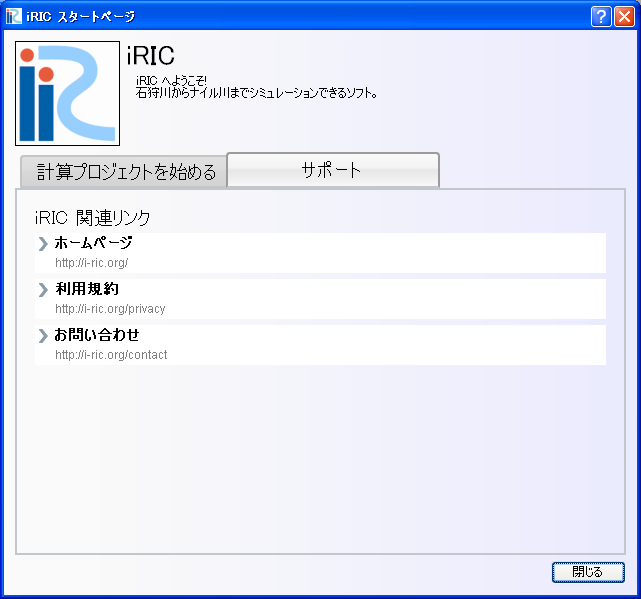 iRIC スタートページ
iRIC
iRIC へようこそ!
石狩川からナイル川までシミュレーションできるソフト。
計算プロジェクトを始める
サポート
iRIC 関連リンク
ホームページ
http://i-ric.org/
利用規約
http://i-ric.org/privacy
お問い合わせ
http://i-ric.org/contact
閉じる